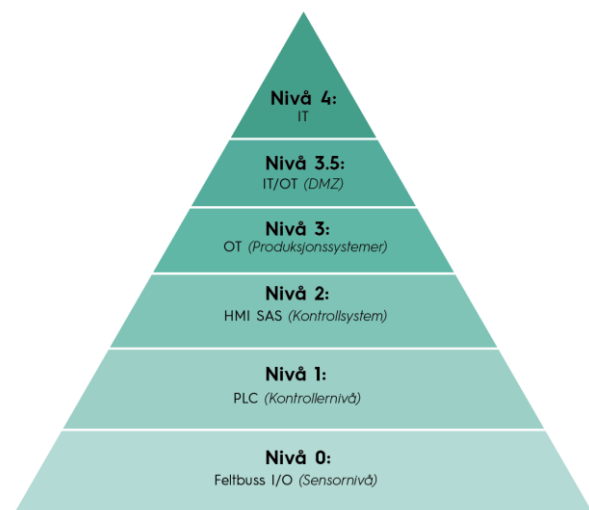 Nivå 4:
IT
Nivå 3.5:
IT/OT (DMZ)
Nivå 3:
OT (Produksjonssystemer)
Nivå 2:
HMI SAS (Kontrollsystem)
Nivå 1:
PLC (Kontrollernivå)
Nivå 0:
Feltbuss I/O (Sensornivå)